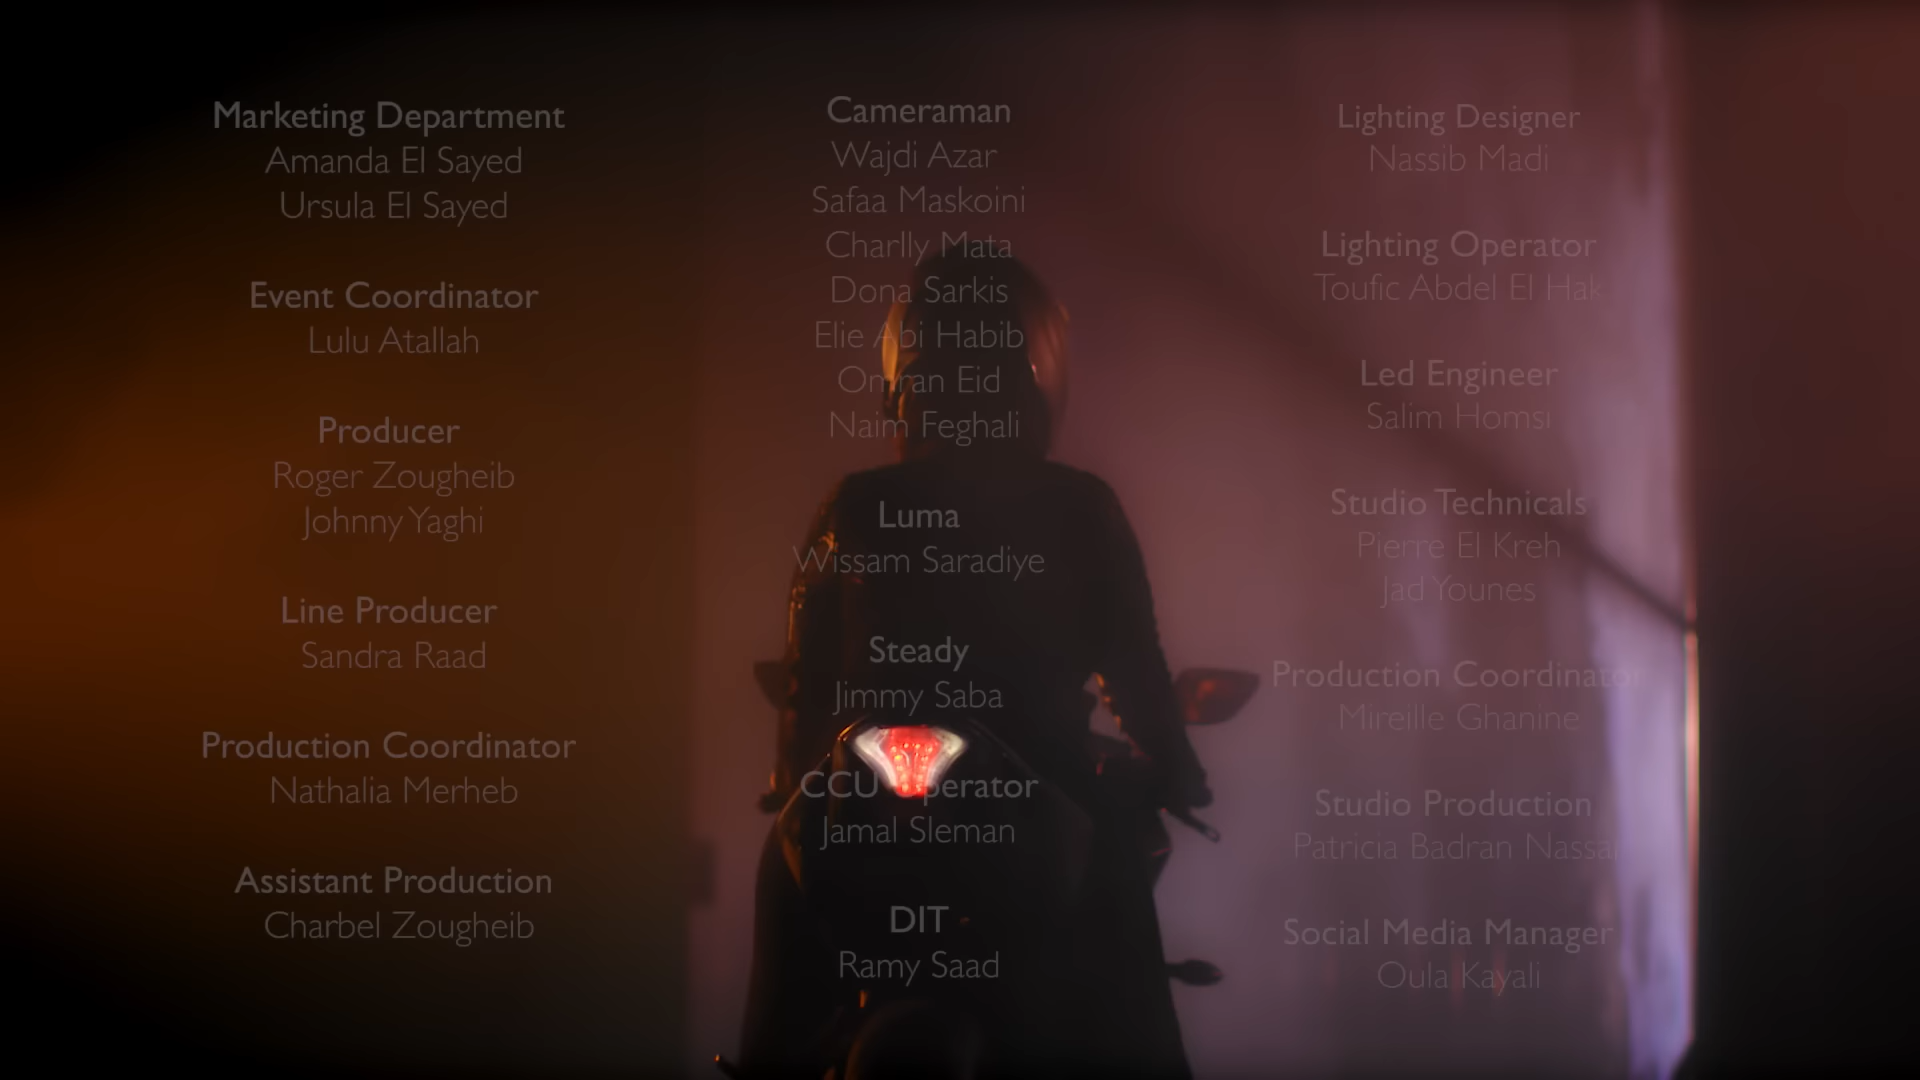 Marketing Department
Amanda El Sayed
Ursula El Sayed
Event Coordinator
Lulu Atallah
Producer
Roger Zougheib
Johnny Yaghi
Line Producer
Sandra Raad
Production Coordinator
Nathalia Merheb
Assistant Production
Charbel Zougheib
Cameraman
Wajdi Azar
Safaa Maskoini
Charlly Mata
Dona Sarkis
Elie Abi Habib
Omran Eid
Naim Feghali
Luma
Wissam Saradiye
Steady
Jimmy Saba
CCU Operator
Jamal Sleman
DIT
Ramy Saad
Lighting Designer
Nassib Madi
Lighting Operator
Toufic Abdel El Hak
Led Engineer
Salim Homsi
Studio Technicals
Pierre El Kreh
Jad Younes
Production Coordinator
Mireille Ghanine
Studio Production
Patricia Badran Nassar
Social Media Manager
Oula Kayali